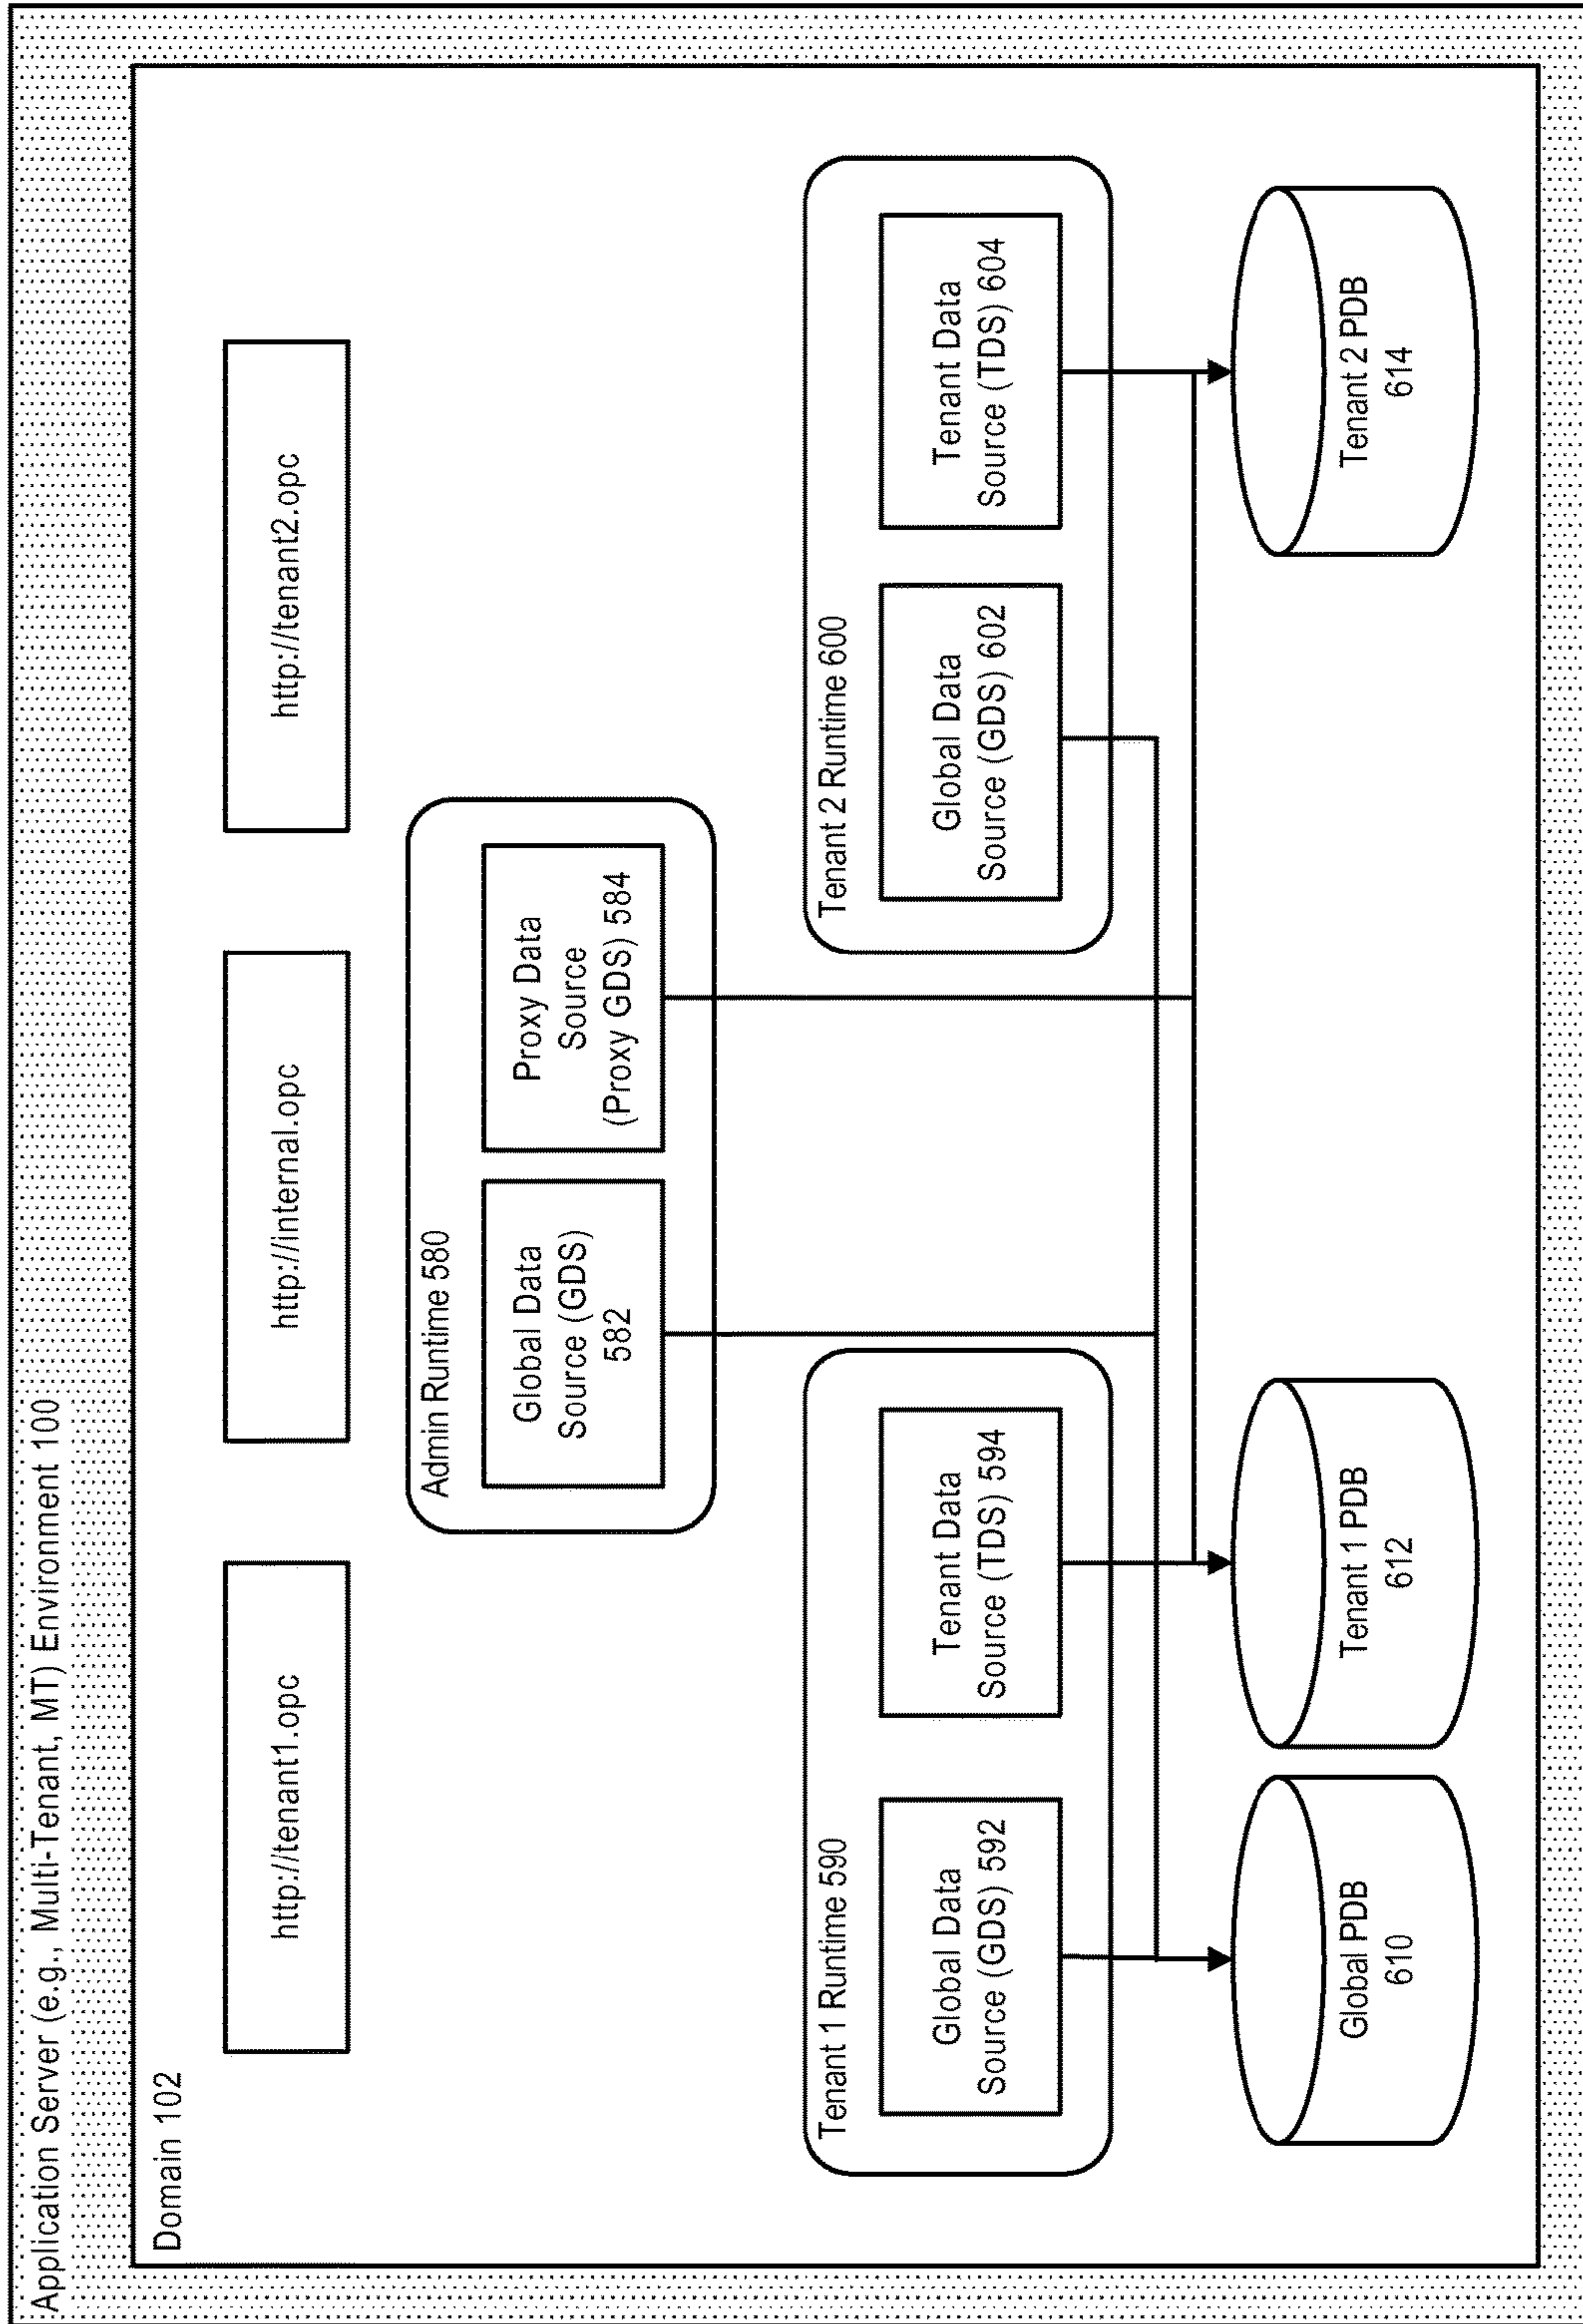 Application Server (e.g., Multi-Tenant, MT) Environment 100
Domain 102
http://tenant1.opc
http://internal.opc
http://tenant2.opc
Admin Runtime 580
Global Data
Source (GDS)
582
Proxy Data
Source
(Proxy GDS) 584
Tenant 1 Runtime 590
Global Data
Source (GDS) 592
Tenant Data
Source (TDS) 594
Tenant 2 Runtime 600
Global Data
Source (GDS) 602
Tenant Data
Source (TDS) 604
Global PDB
610
Tenant 1 PDB
612
Tenant 2 PDB
614